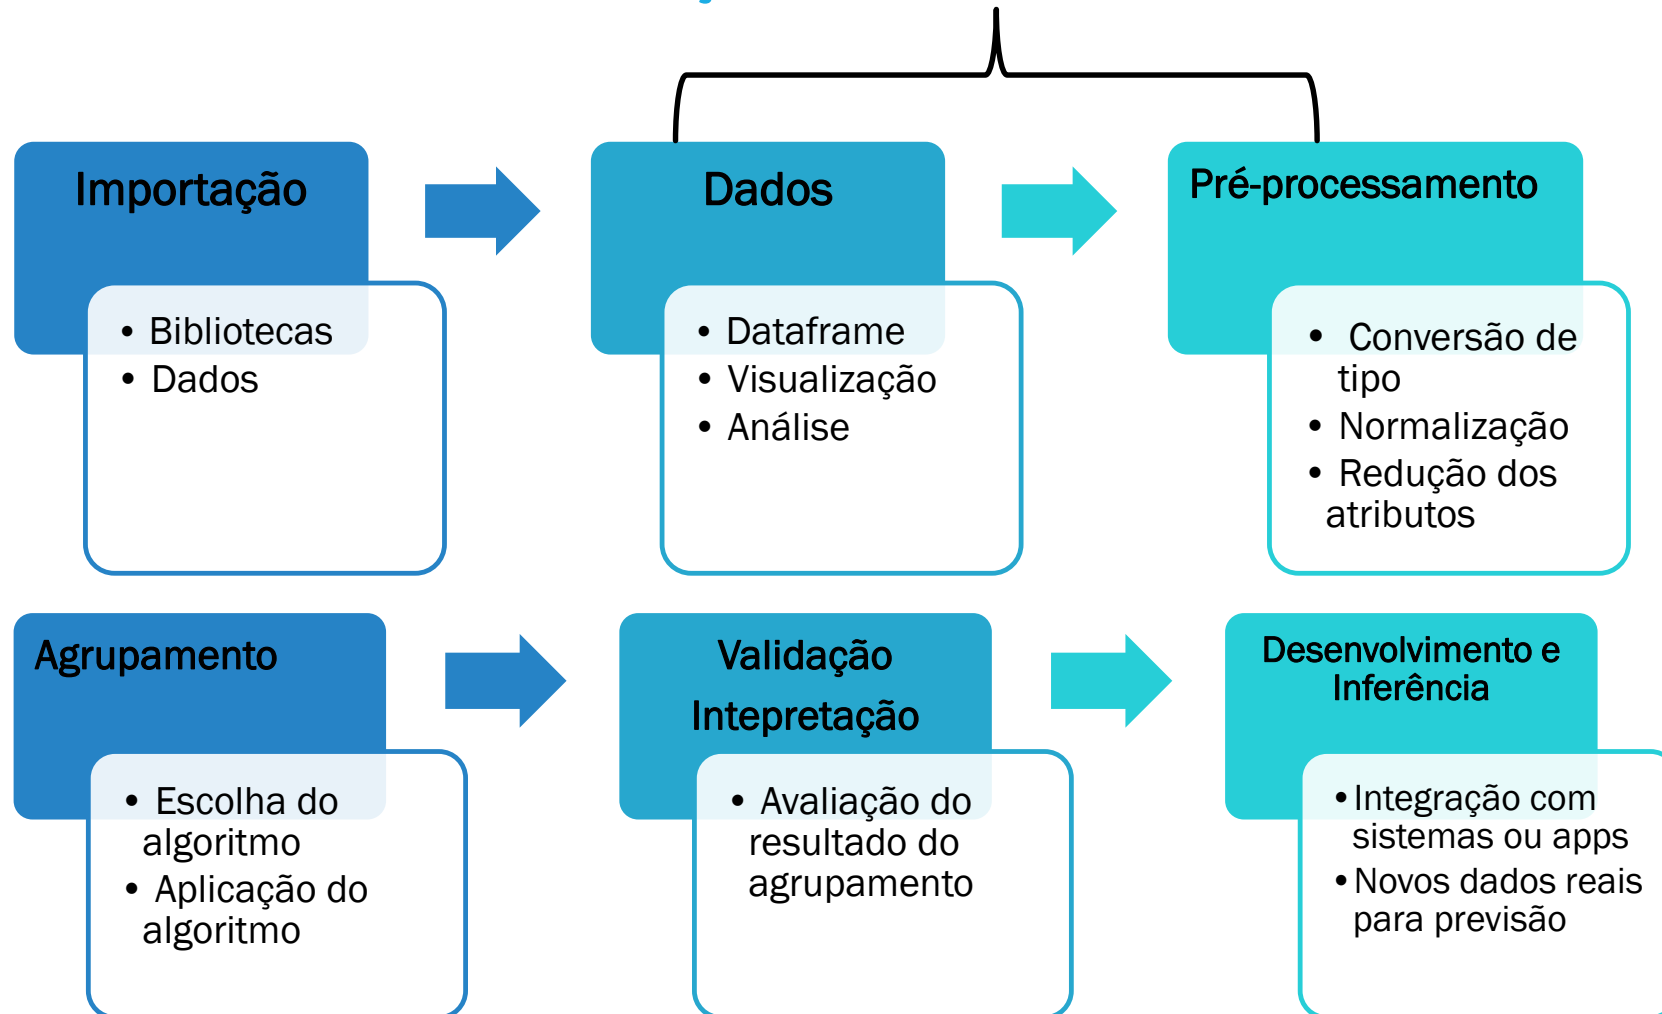 Importação
Dados
Pré-processamento
• Bibliotecas
• Dados
• Dataframe
• Visualização
• Análise
• Conversão de
tipo
• Normalização
• Redução dos
atributos
Agrupamento
Validação
Intepretação
Desenvolvimento e
Inferência
• Escolha do
algoritmo
• Aplicação do
algoritmo
• Avaliação do
resultado do
agrupamento
•Integração com
sistemas ou apps
•Novos dados reais
para previsão